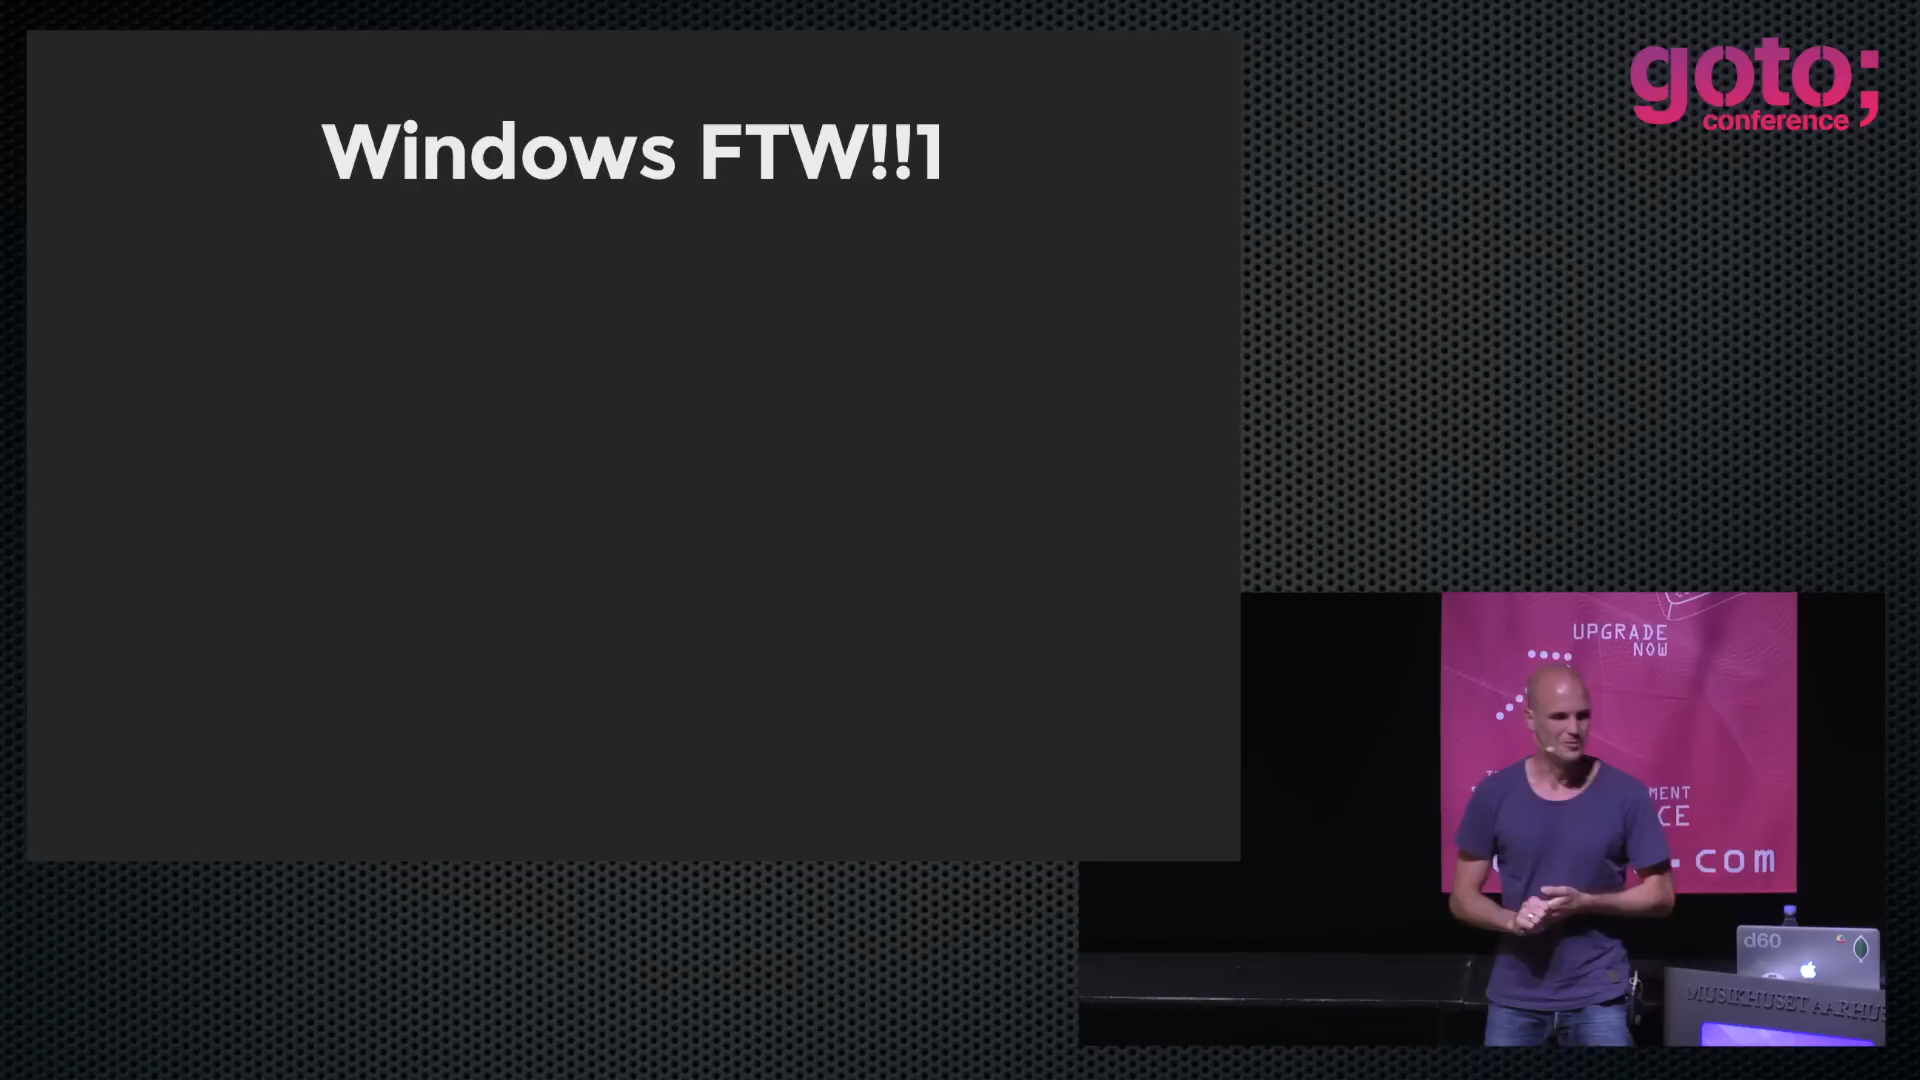 Windows FTW!!1
goto;
conference
UPGRADE
NOW
MENT
CE
.com
d60
MUSIKHUSET AARHUS